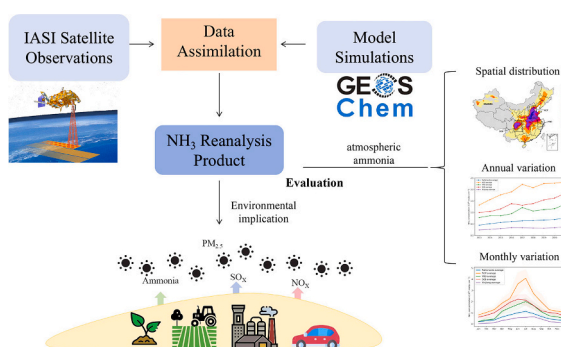 IASI Satellite
Observations
Data
Assimilation
Model
Simulations
GEOS
Chem
NH₃ Reanalysis
Product
atmospheric
ammonia
Evaluation
Environmental
implication
Spatial distribution
Annual variation
Monthly variation
PM₂.₅
Ammonia
SOₓ
NOₓ